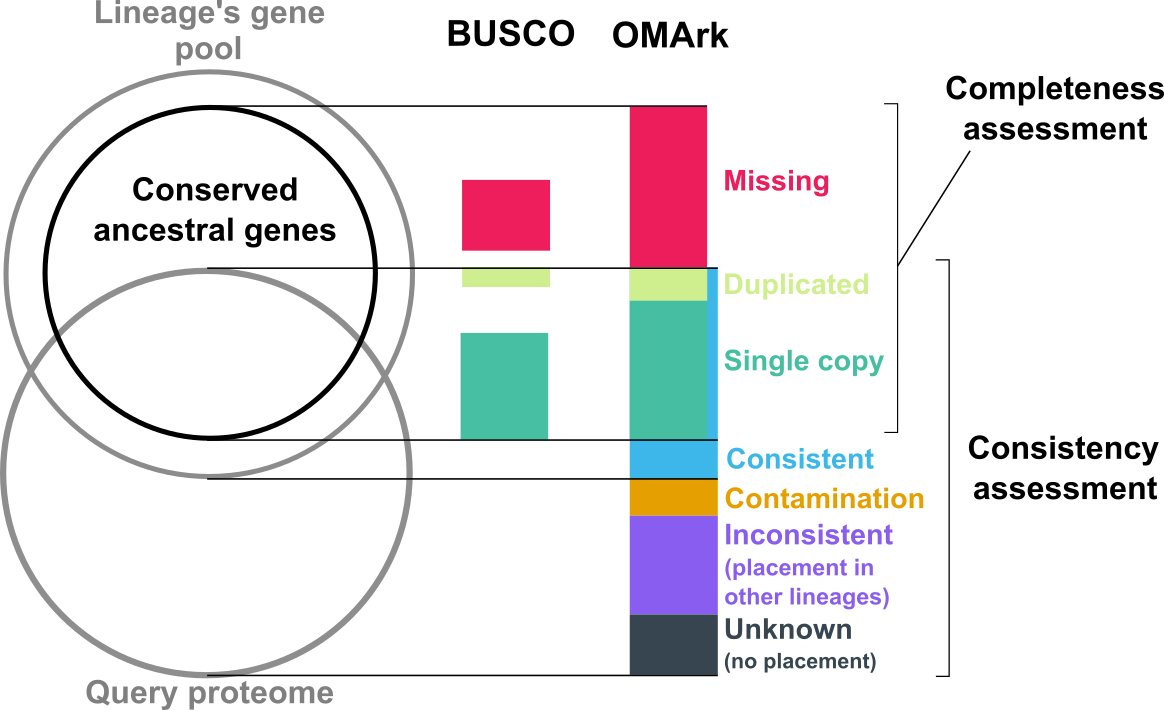 Lineage's gene
pool
BUSCO
OMArk
Completeness
assessment
Conserved
ancestral genes
Missing
Duplicated
Single copy
Consistent
Contamination
Inconsistent
(placement in
other lineages)
Unknown
(no placement)
Consistency
assessment
Query proteome